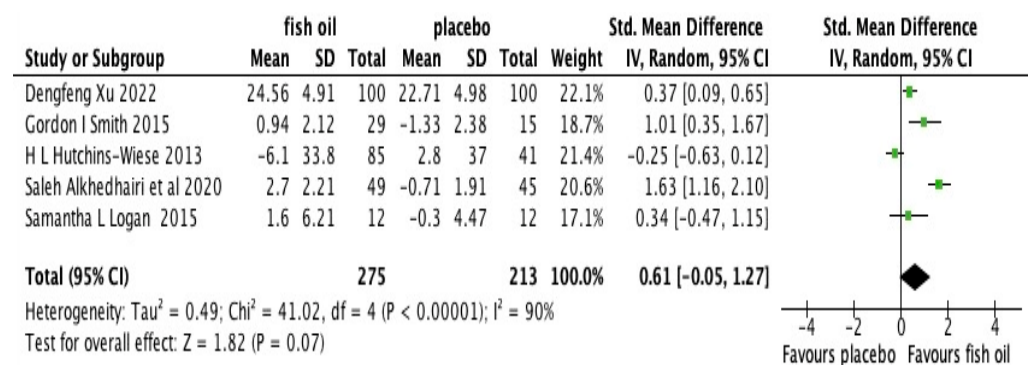 fish oil placebo Std. Mean Difference Std. Mean Difference
Study or Subgroup Mean SD Total Mean SD Total Weight IV, Random, 95% CI IV, Random, 95% CI
Dengfeng Xu 2022 24.56 4.91 100 22.71 4.98 100 22.1% 0.37 [0.09, 0.65]
Gordon I Smith 2015 0.94 2.12 29 -1.33 2.38 15 18.7% 1.01 [0.35, 1.67]
H L Hutchins-Wiese 2013 -6.1 33.8 85 2.8 37 41 21.4% -0.25 [-0.63, 0.12]
Saleh Alkhedhairi et al 2020 2.7 2.21 49 -0.71 1.91 45 20.6% 1.63 [1.16, 2.10]
Samantha L Logan 2015 1.6 6.21 12 -0.3 4.47 12 17.1% 0.34 [-0.47, 1.15]
Total (95% CI) 275 213 100.0% 0.61 [-0.05, 1.27]
Heterogeneity: Tau² = 0.49; Chi² = 41.02, df = 4 (P < 0.00001); I² = 90%
Test for overall effect: Z = 1.82 (P = 0.07)
-4 -2 0 2 4
Favours placebo Favours fish oil